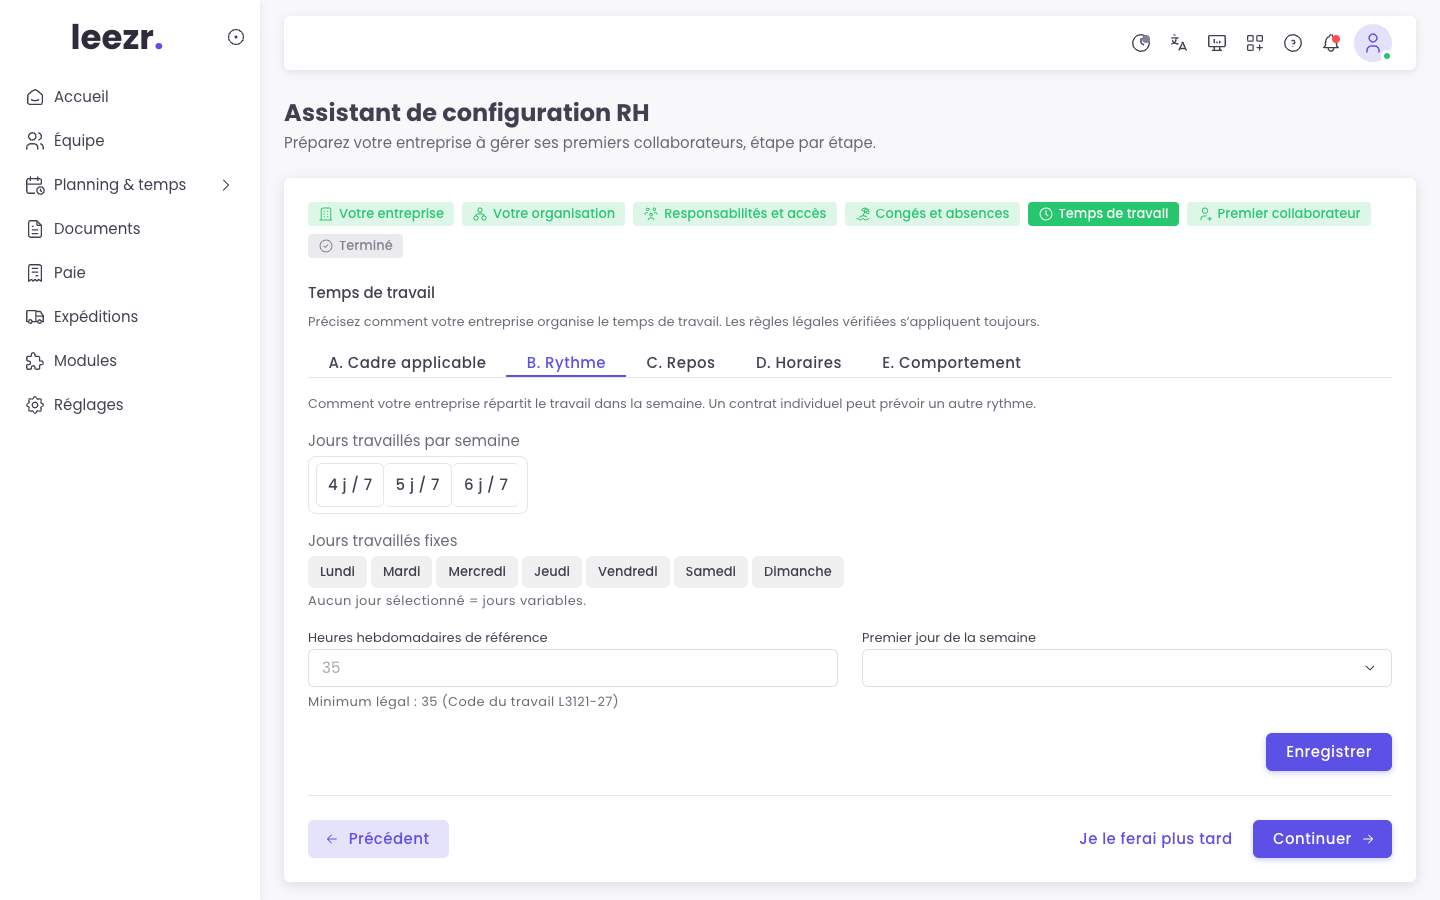 leezr.
Accueil
Équipe
Planning & temps
Documents
Paie
Expéditions
Modules
Réglages
Assistant de configuration RH
Préparez votre entreprise à gérer ses premiers collaborateurs, étape par étape.
Votre entreprise
Votre organisation
Responsabilités et accès
Congés et absences
Temps de travail
Premier collaborateur
Terminé
Temps de travail
Précisez comment votre entreprise organise le temps de travail. Les règles légales vérifiées s’appliquent toujours.
A. Cadre applicable
B. Rythme
C. Repos
D. Horaires
E. Comportement
Comment votre entreprise répartit le travail dans la semaine. Un contrat individuel peut prévoir un autre rythme.
Jours travaillés par semaine
4 j / 7
5 j / 7
6 j / 7
Jours travaillés fixes
Lundi
Mardi
Mercredi
Jeudi
Vendredi
Samedi
Dimanche
Aucun jour sélectionné = jours variables.
Heures hebdomadaires de référence
Premier jour de la semaine
35
Minimum légal : 35 (Code du travail L3121-27)
Enregistrer
Précédent
Je le ferai plus tard
Continuer